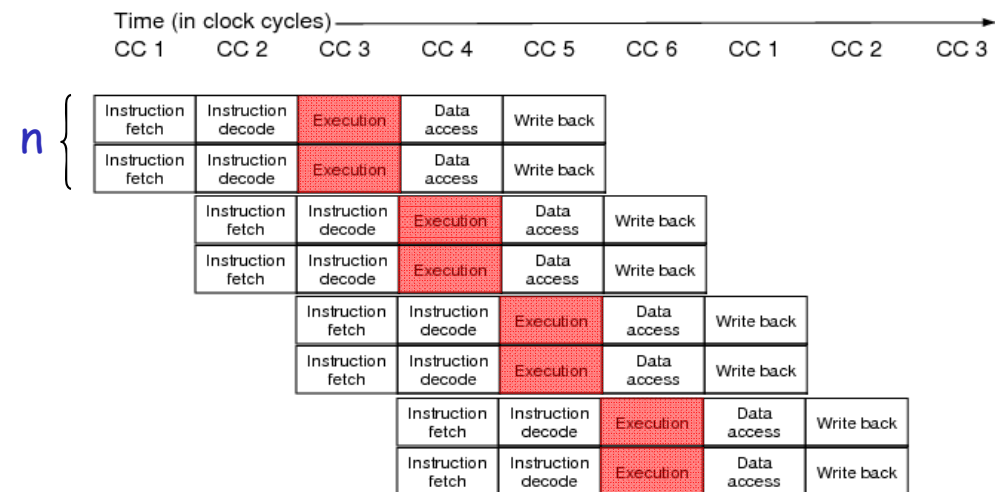 Time (in clock cycles)
CC 1 CC 2 CC 3 CC 4 CC 5 CC 6 CC 1 CC 2 CC 3
n
Instruction fetch Instruction decode Execution Data access Write back
Instruction fetch Instruction decode Execution Data access Write back
Instruction fetch Instruction decode Execution Data access Write back
Instruction fetch Instruction decode Execution Data access Write back
Instruction fetch Instruction decode Execution Data access Write back
Instruction fetch Instruction decode Execution Data access Write back
Instruction fetch Instruction decode Execution Data access Write back
Instruction fetch Instruction decode Execution Data access Write back